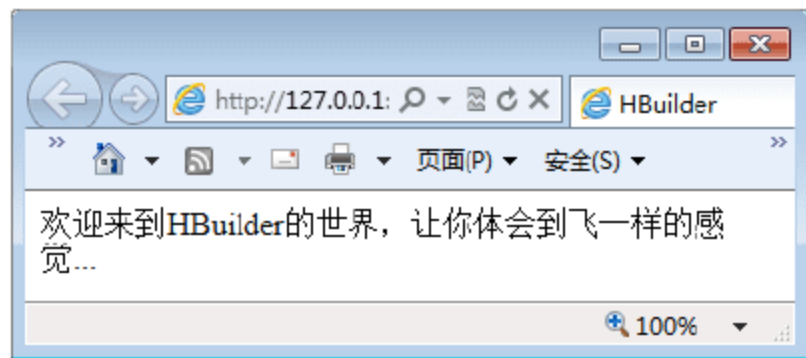 http://127.0.0.1:
HBuilder
页面(P)
安全(S)
欢迎来到HBuilder的世界，让你体会到飞一样的感
觉...
100%